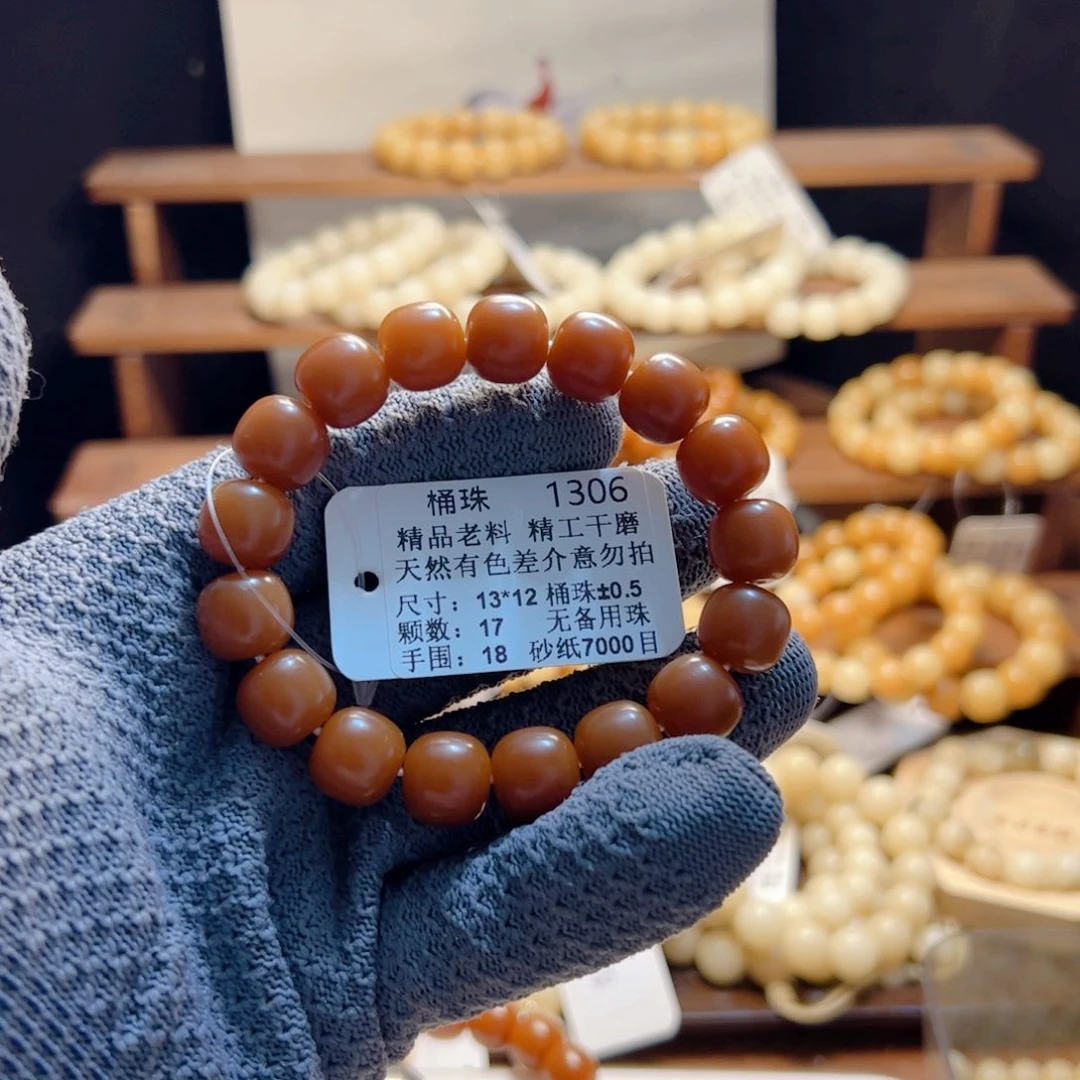 桶珠 1306
精品老料 精工干磨
天然有色差介意勿拍
尺寸：13*12 桶珠±0.5
颗数：17 无备用珠
手围：18 砂纸7000目